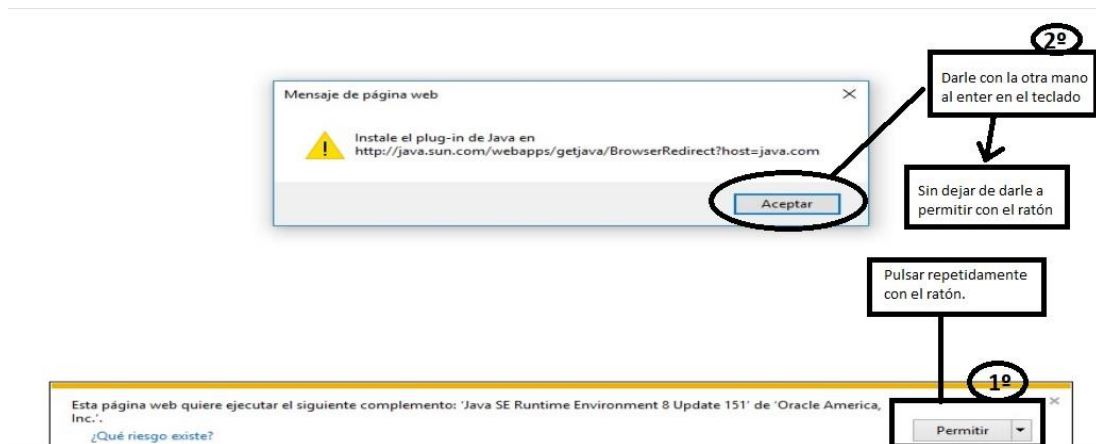 2º
Darle con la otra mano
al enter en el teclado
Mensaje de página web
Instale el plug-in de Java en
http://java.sun.com/webapps/getjava/BrowserRedirect?host=java.com
Aceptar
Sin dejar de darle a
permitir con el ratón
Pulsar repetidamente
con el ratón.
1º
Esta página web quiere ejecutar el siguiente complemento: 'Java SE Runtime Environment 8 Update 151' de 'Oracle America,
Inc.'.
¿Qué riesgo existe?
Permitir